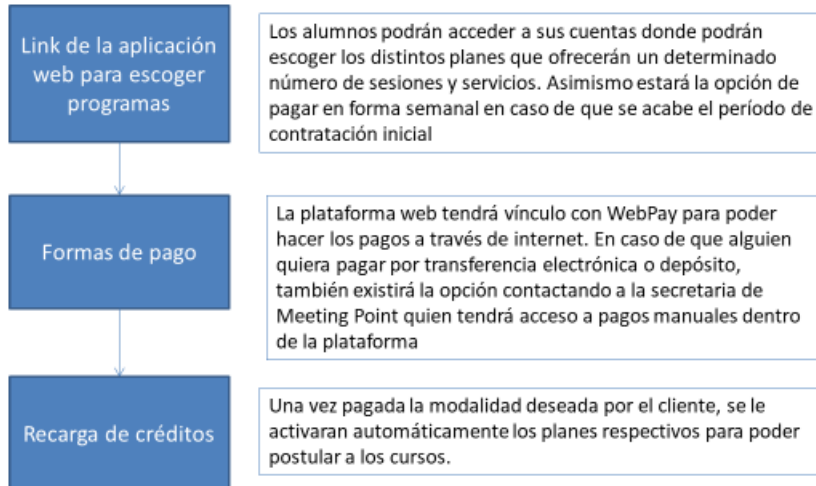 Link de la aplicación
web para escoger
programas
Los alumnos podrán acceder a sus cuentas donde podrán
escoger los distintos planes que ofrecerán un determinado
número de sesiones y servicios. Asimismo estará la opción de
pagar en forma semanal en caso de que se acabe el período de
contratación inicial
Formas de pago
La plataforma web tendrá vínculo con WebPay para poder
hacer los pagos a través de internet. En caso de que alguien
quiera pagar por transferencia electrónica o depósito,
también existirá la opción contactando a la secretaria de
Meeting Point quien tendrá acceso a pagos manuales dentro
de la plataforma
Recarga de créditos
Una vez pagada la modalidad deseada por el cliente, se le
activaran automáticamente los planes respectivos para poder
postular a los cursos.